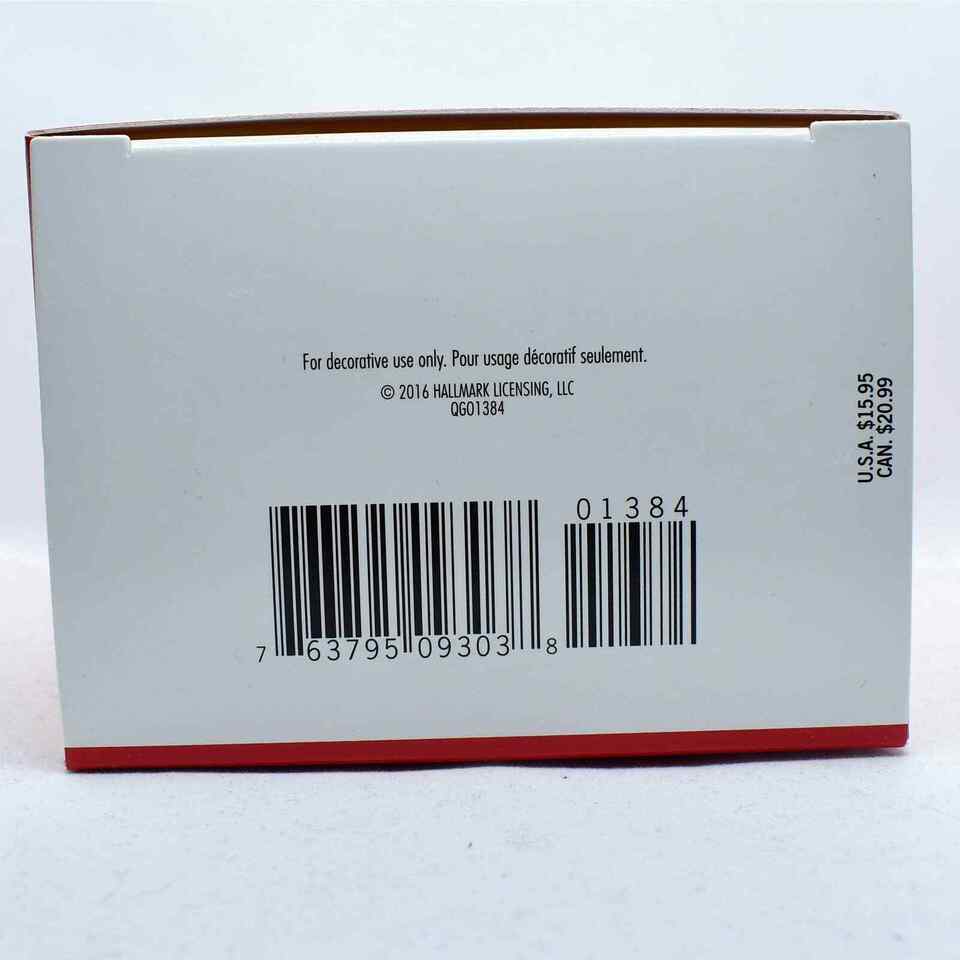 For decorative use only. Pour usage décoratif seulement.
© 2016 HALLMARK LICENSING, LLC
QGO1384
U.S.A. $15.95
CAN. $20.99
01384
7 63795 09303 8